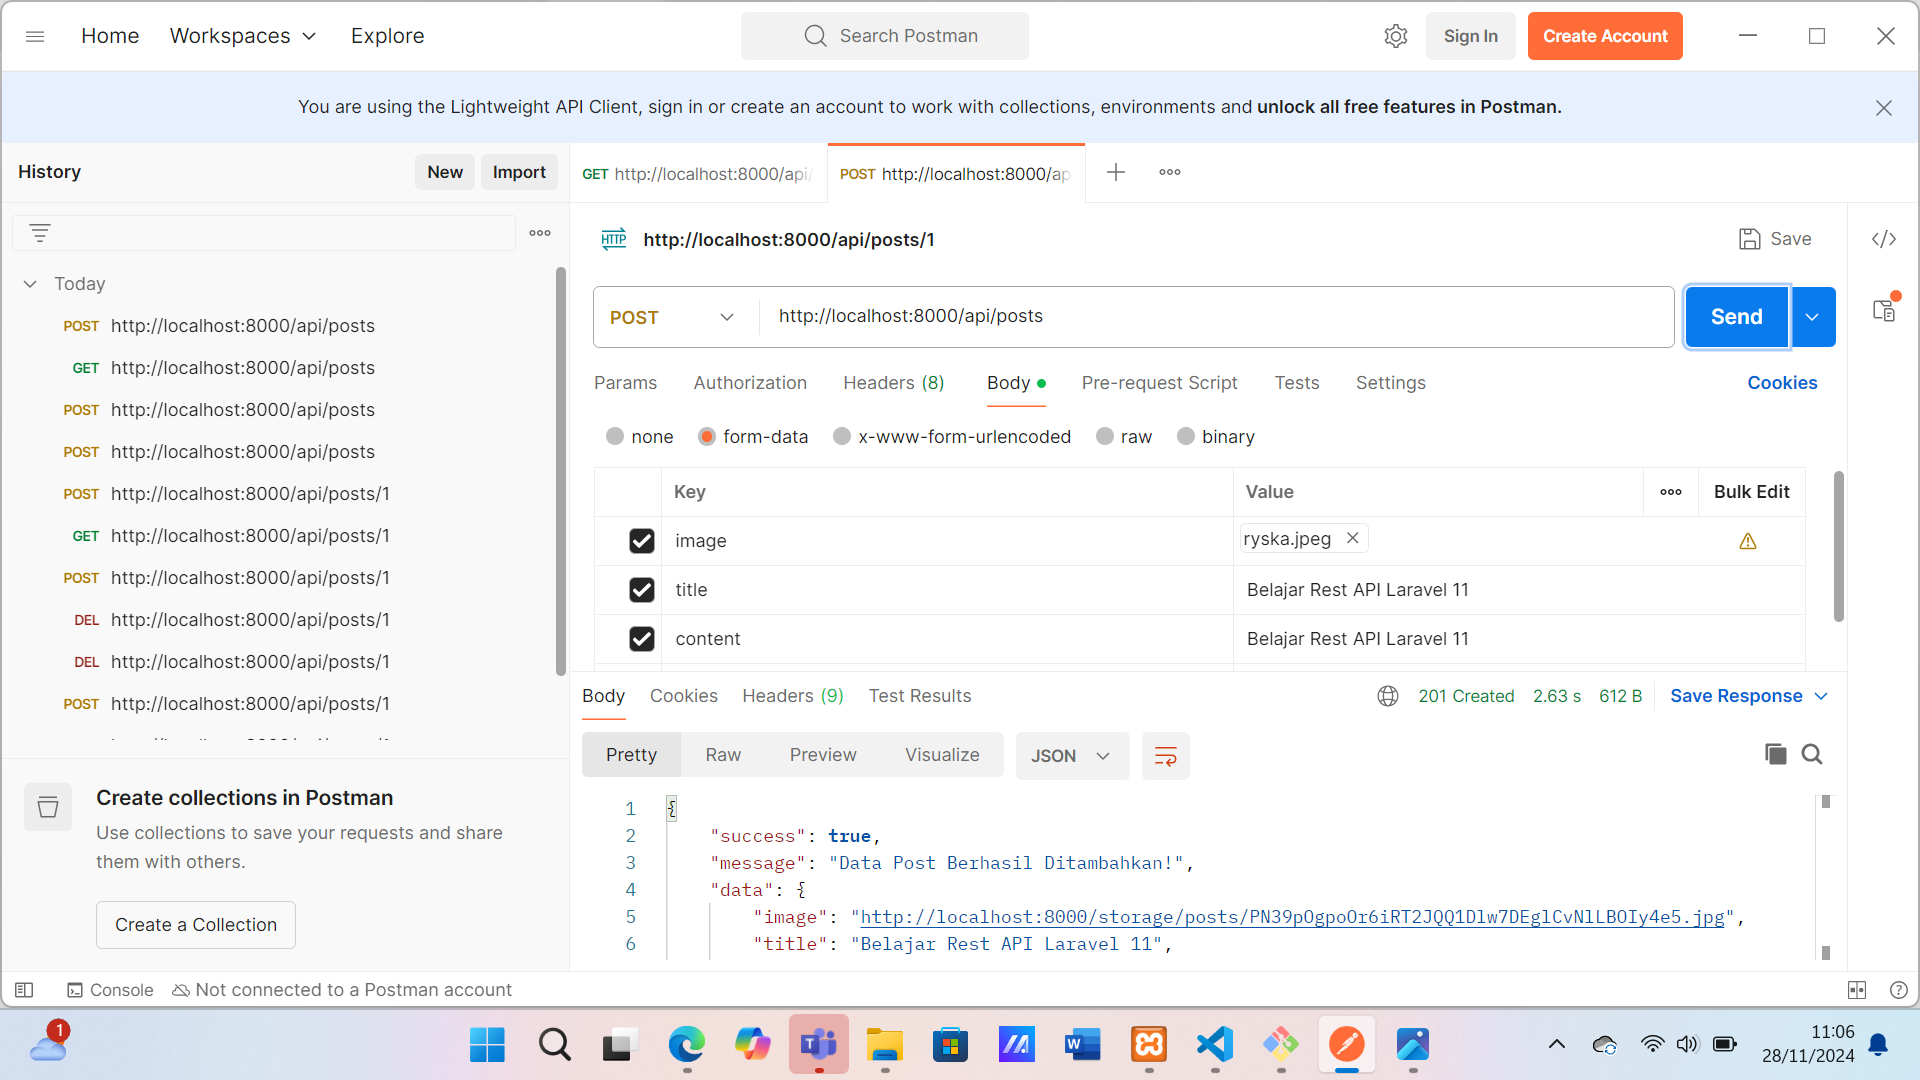 Home Workspaces Explore Search Postman Sign In Create Account
You are using the Lightweight API Client, sign in or create an account to work with collections, environments and unlock all free features in Postman.
History New Import
GET http://localhost:8000/api/ POST http://localhost:8000/ap
HTTP http://localhost:8000/api/posts/1 Save
Today
POST http://localhost:8000/api/posts
GET http://localhost:8000/api/posts
POST http://localhost:8000/api/posts
POST http://localhost:8000/api/posts
POST http://localhost:8000/api/posts/1
GET http://localhost:8000/api/posts/1
POST http://localhost:8000/api/posts/1
DEL http://localhost:8000/api/posts/1
DEL http://localhost:8000/api/posts/1
POST http://localhost:8000/api/posts/1
Create collections in Postman
Use collections to save your requests and share
them with others.
Create a Collection
POST http://localhost:8000/api/posts Send
Params Authorization Headers (8) Body Pre-request Script Tests Settings Cookies
none form-data x-www-form-urlencoded raw binary
Key Value Bulk Edit
image ryska.jpeg
title Belajar Rest API Laravel 11
content Belajar Rest API Laravel 11
Body Cookies Headers (9) Test Results 201 Created 2.63 s 612 B Save Response
Pretty Raw Preview Visualize JSON
1 {
2 "success": true,
3 "message": "Data Post Berhasil Ditambahkan!",
4 "data": {
5 "image": "http://localhost:8000/storage/posts/PN39pOgpoOr6iRT2JQQ1Dlw7DEglCvNlLBOIy4e5.jpg",
6 "title": "Belajar Rest API Laravel 11",
Console Not connected to a Postman account
1
11:06
28/11/2024